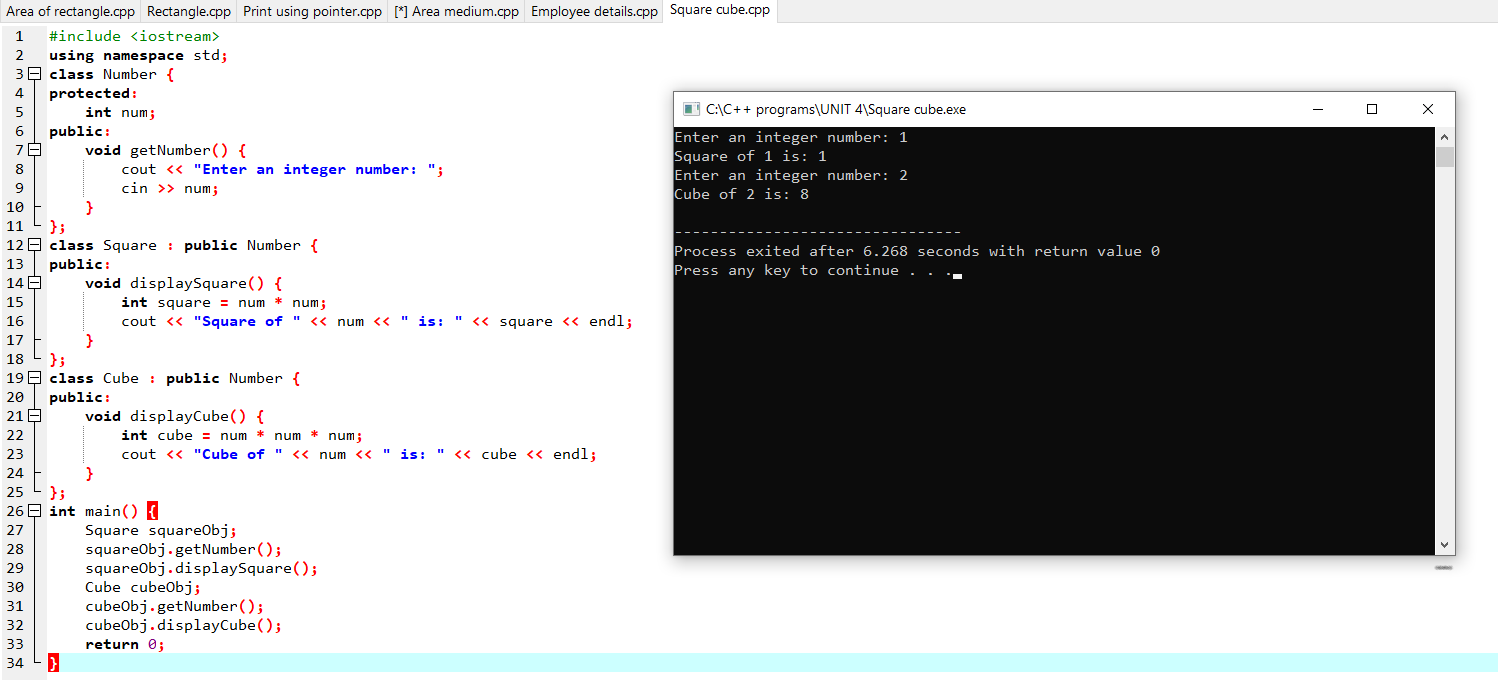 Area of rectangle.cpp Rectangle.cpp Print using pointer.cpp [*] Area medium.cpp Employee details.cpp Square cube.cpp
1 #include <iostream>
2 using namespace std;
3 class Number {
4 protected:
5 int num;
6 public:
7 void getNumber() {
8 cout << "Enter an integer number: ";
9 cin >> num;
10 }
11 };
12 class Square : public Number {
13 public:
14 void displaySquare() {
15 int square = num * num;
16 cout << "Square of " << num << " is: " << square << endl;
17 }
18 };
19 class Cube : public Number {
20 public:
21 void displayCube() {
22 int cube = num * num * num;
23 cout << "Cube of " << num << " is: " << cube << endl;
24 }
25 };
26 int main() {
27 Square squareObj;
28 squareObj.getNumber();
29 squareObj.displaySquare();
30 Cube cubeObj;
31 cubeObj.getNumber();
32 cubeObj.displayCube();
33 return 0;
34 }
C:\C++ programs\UNIT 4\Square cube.exe
Enter an integer number: 1
Square of 1 is: 1
Enter an integer number: 2
Cube of 2 is: 8
--------------------------------
Process exited after 6.268 seconds with return value 0
Press any key to continue . . .